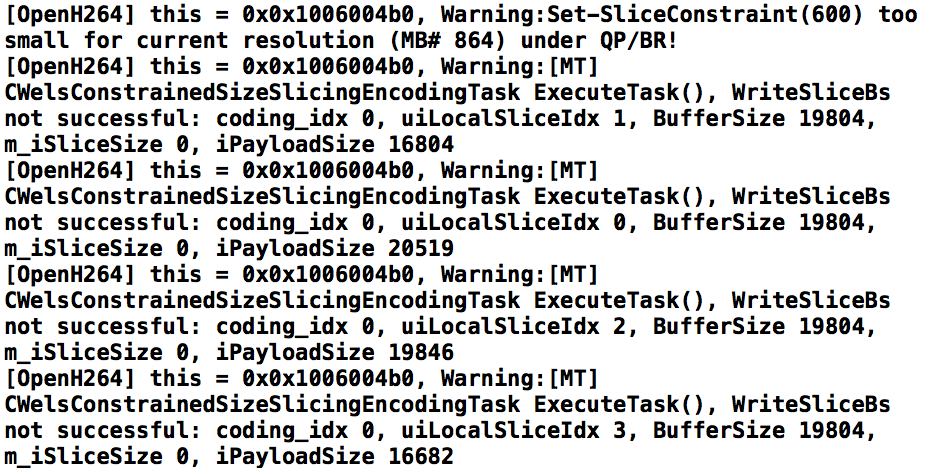 [OpenH264] this = 0x0x1006004b0, Warning:Set-SliceConstraint(600) too
small for current resolution (MB# 864) under QP/BR!
[OpenH264] this = 0x0x1006004b0, Warning:[MT]
CWelsConstrainedSizeSlicingEncodingTask ExecuteTask(), WriteSliceBs
not successful: coding_idx 0, uiLocalSliceIdx 1, BufferSize 19804,
m_iSliceSize 0, iPayloadSize 16804
[OpenH264] this = 0x0x1006004b0, Warning:[MT]
CWelsConstrainedSizeSlicingEncodingTask ExecuteTask(), WriteSliceBs
not successful: coding_idx 0, uiLocalSliceIdx 0, BufferSize 19804,
m_iSliceSize 0, iPayloadSize 20519
[OpenH264] this = 0x0x1006004b0, Warning:[MT]
CWelsConstrainedSizeSlicingEncodingTask ExecuteTask(), WriteSliceBs
not successful: coding_idx 0, uiLocalSliceIdx 2, BufferSize 19804,
m_iSliceSize 0, iPayloadSize 19846
[OpenH264] this = 0x0x1006004b0, Warning:[MT]
CWelsConstrainedSizeSlicingEncodingTask ExecuteTask(), WriteSliceBs
not successful: coding_idx 0, uiLocalSliceIdx 3, BufferSize 19804,
m_iSliceSize 0, iPayloadSize 16682